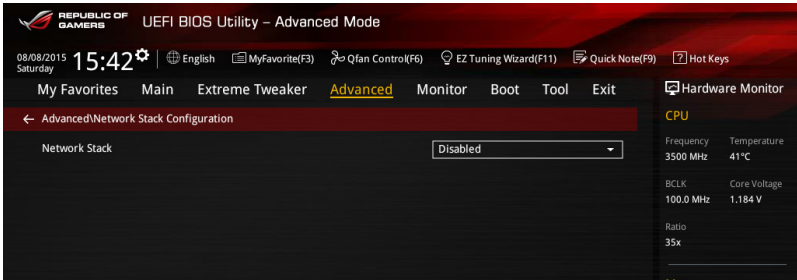 REPUBLIC OF
GAMERS
UEFI BIOS Utility – Advanced Mode
08/08/2015
Saturday
15:42
English
MyFavorite(F3)
Qfan Control(F6)
EZ Tuning Wizard(F11)
Quick Note(F9)
? Hot Keys
My Favorites Main Extreme Tweaker Advanced Monitor Boot Tool Exit
← Advanced\Network Stack Configuration
Network Stack Disabled
Hardware Monitor
CPU
Frequency Temperature
3500 MHz 41°C
BCLK Core Voltage
100.0 MHz 1.184 V
Ratio
35x